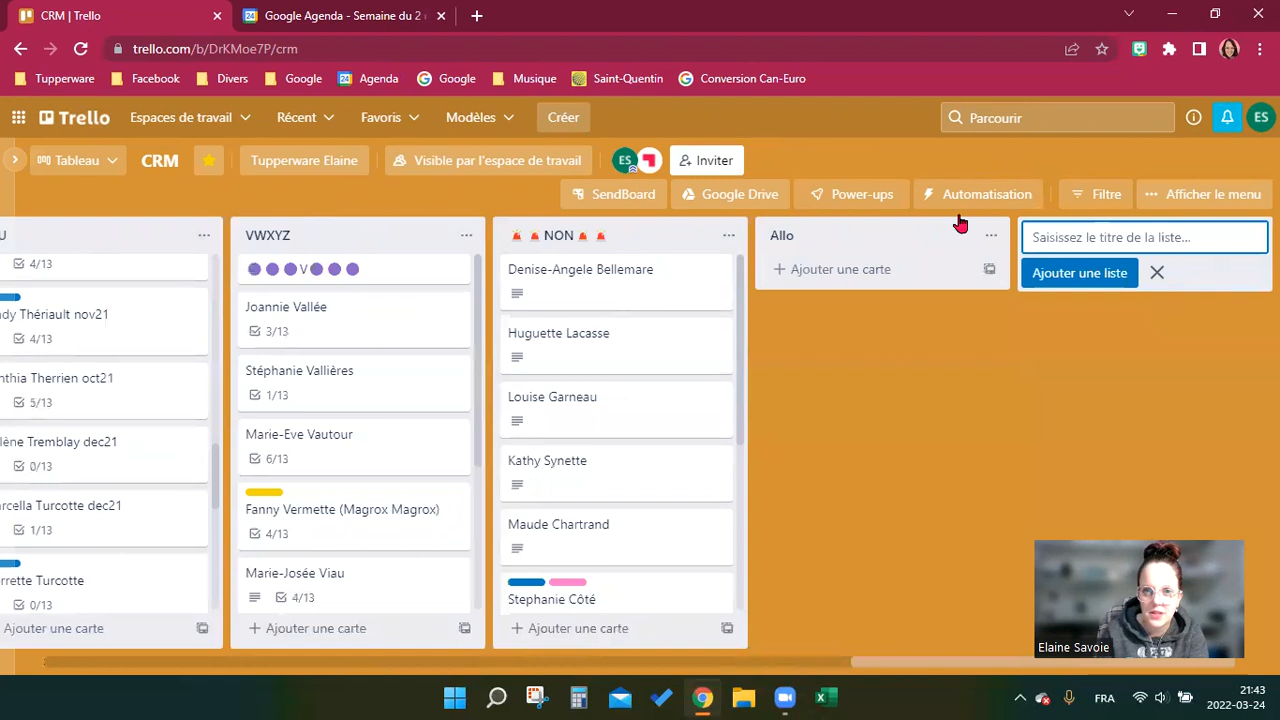 CRM | Trello
Google Agenda - Semaine du 2
trello.com/b/DrKMoe7P/crm
Tupperware
Facebook
Divers
Google
Agenda
Google
Musique
Saint-Quentin
Conversion Can-Euro
Trello
Espaces de travail
Récent
Favoris
Modèles
Créer
Parcourir
ES
Tableau
CRM
Tupperware Elaine
Visible par l'espace de travail
ES
Inviter
SendBoard
Google Drive
Power-ups
Automatisation
Filtre
Afficher le menu
U
4/13
dy Thériault nov21
4/13
nthia Therrien oct21
5/13
lène Tremblay dec21
0/13
arcella Turcotte dec21
1/13
rrette Turcotte
0/13
Ajouter une carte
VWXYZ
V
Joannie Vallée
3/13
Stéphanie Vallières
1/13
Marie-Eve Vautour
6/13
Fanny Vermette (Magrox Magrox)
4/13
Marie-Josée Viau
4/13
Ajouter une carte
NON
Denise-Angele Bellemare
Huguette Lacasse
Louise Garneau
Kathy Synette
Maude Chartrand
Stephanie Côté
Ajouter une carte
Allo
Ajouter une carte
Saisissez le titre de la liste…
Ajouter une liste
Elaine Savoie
31
24
FRA
21:43
2022-03-24